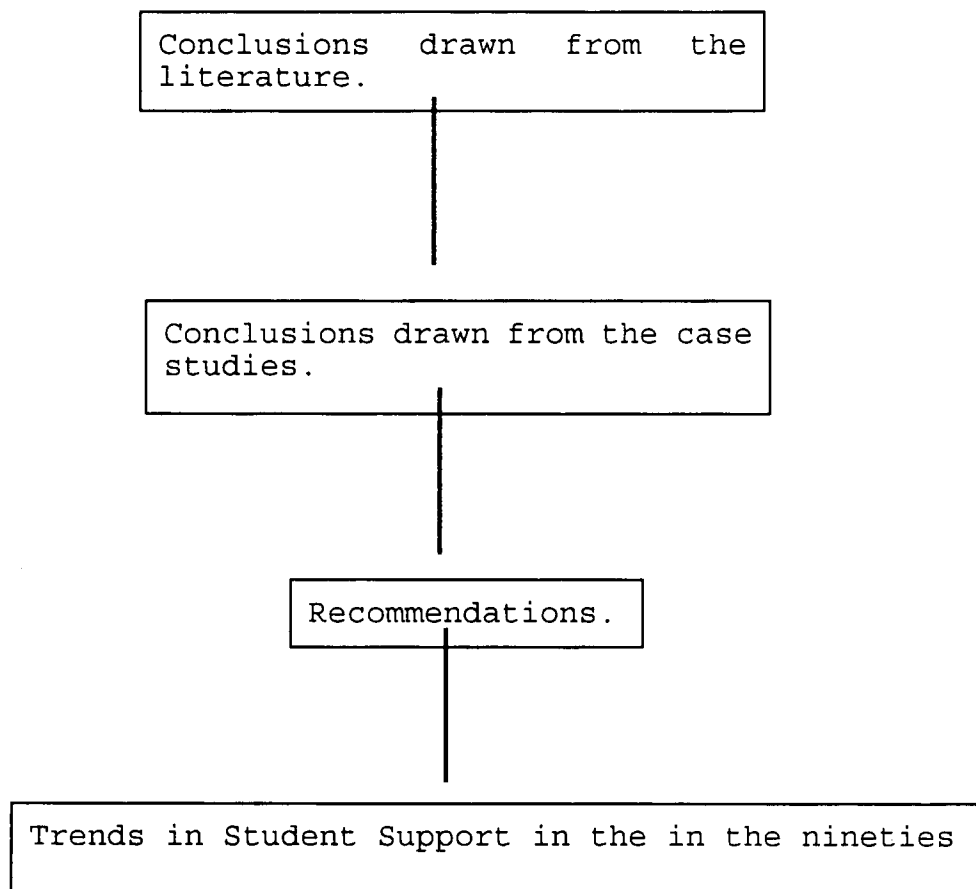 Conclusions drawn from the
literature.
Conclusions drawn from the case
studies.
Recommendations.
Trends in Student Support in the in the nineties